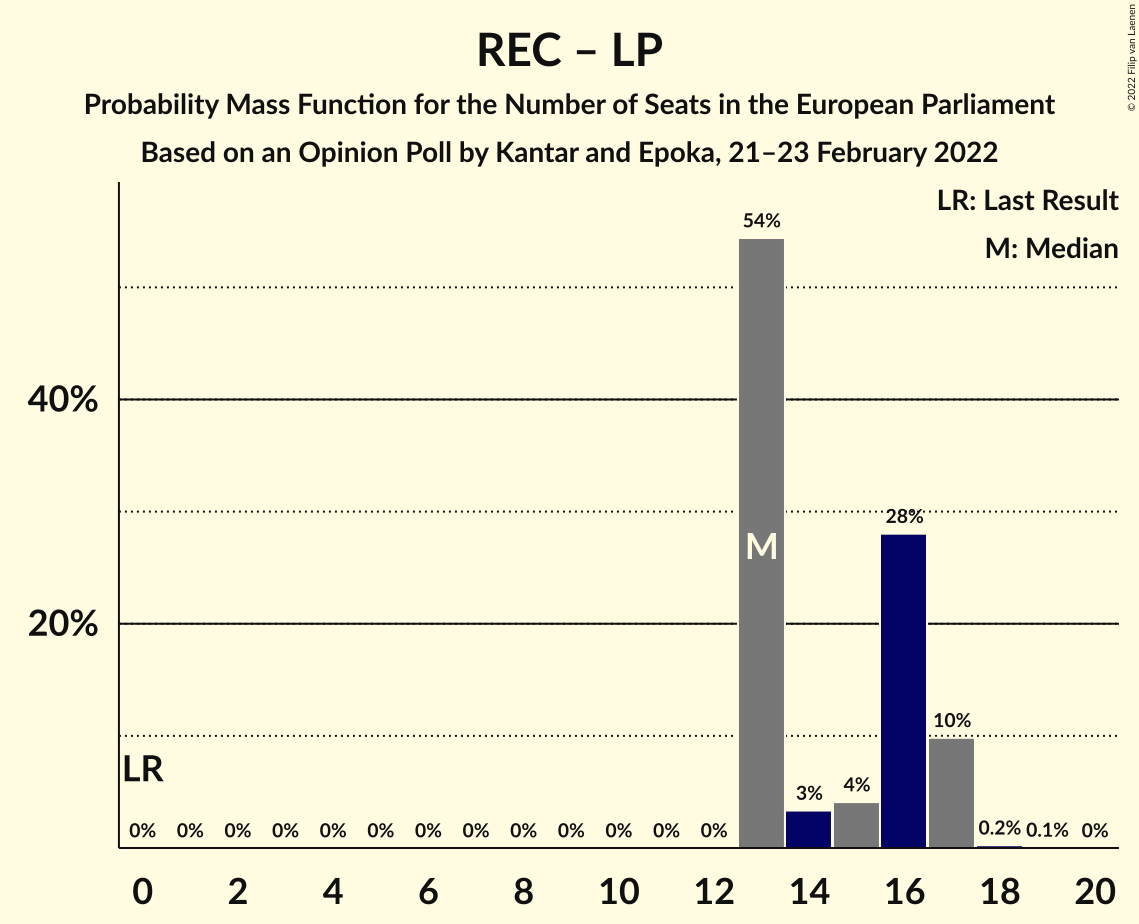 REC – LP
Probability Mass Function for the Number of Seats in the European Parliament
Based on an Opinion Poll by Kantar and Epoka, 21–23 February 2022
© 2022 Filip van Laenen
LR: Last Result
M: Median
54%
40%
28%
M
20%
10%
LR
3% 4%
0% 0% 0% 0% 0% 0% 0% 0% 0% 0% 0% 0% 0% 0.2% 0.1% 0%
0 2 4 6 8 10 12 14 16 18 20